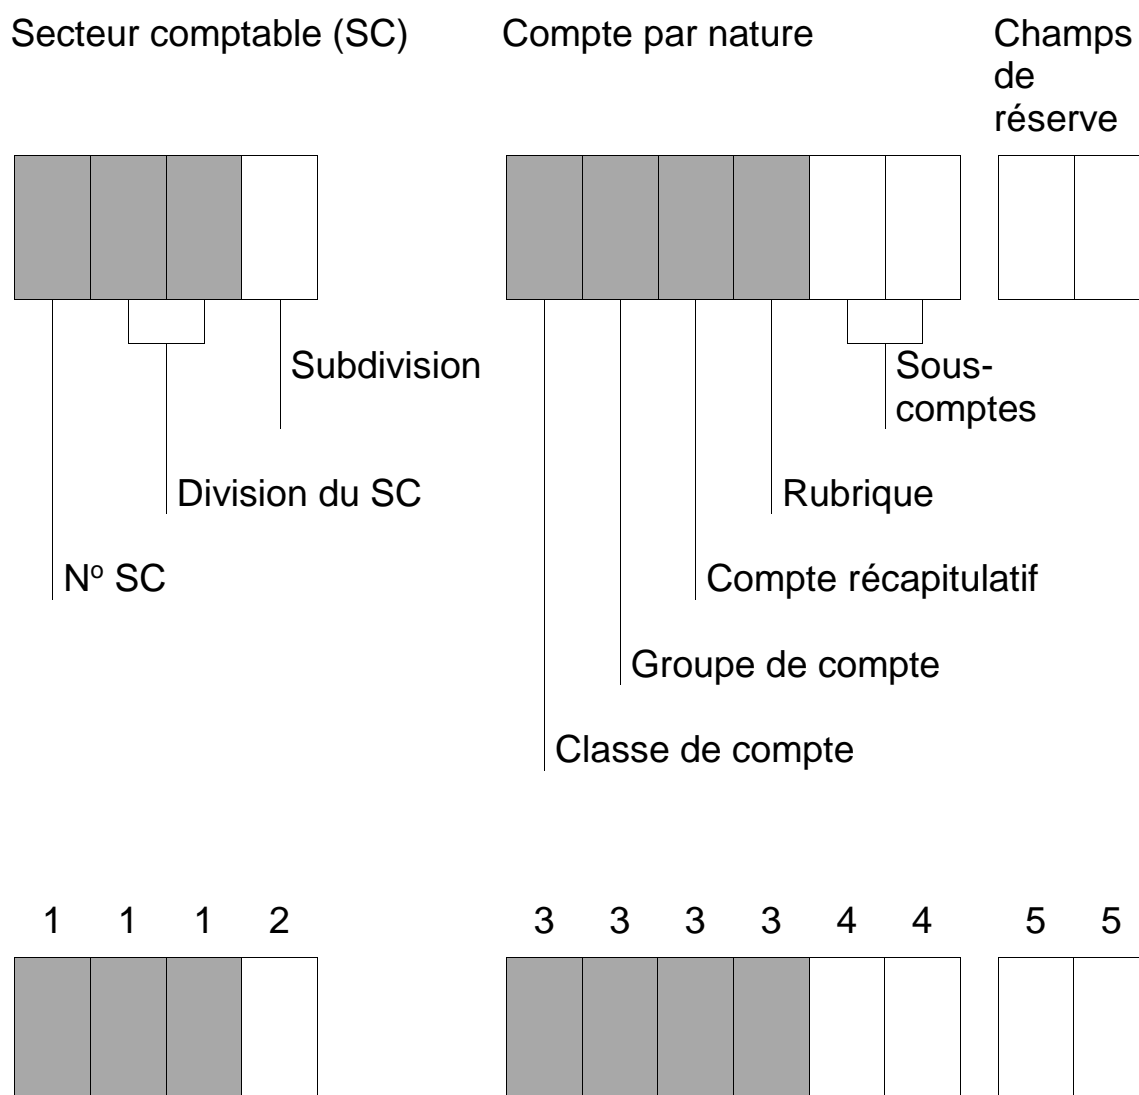 Secteur comptable (SC) Compte par nature Champs
de
réserve
Subdivision Sous-
comptes
Division du SC Rubrique
Nº SC Compte récapitulatif
Groupe de compte
Classe de compte
1 1 1 2 3 3 3 3 4 4 5 5